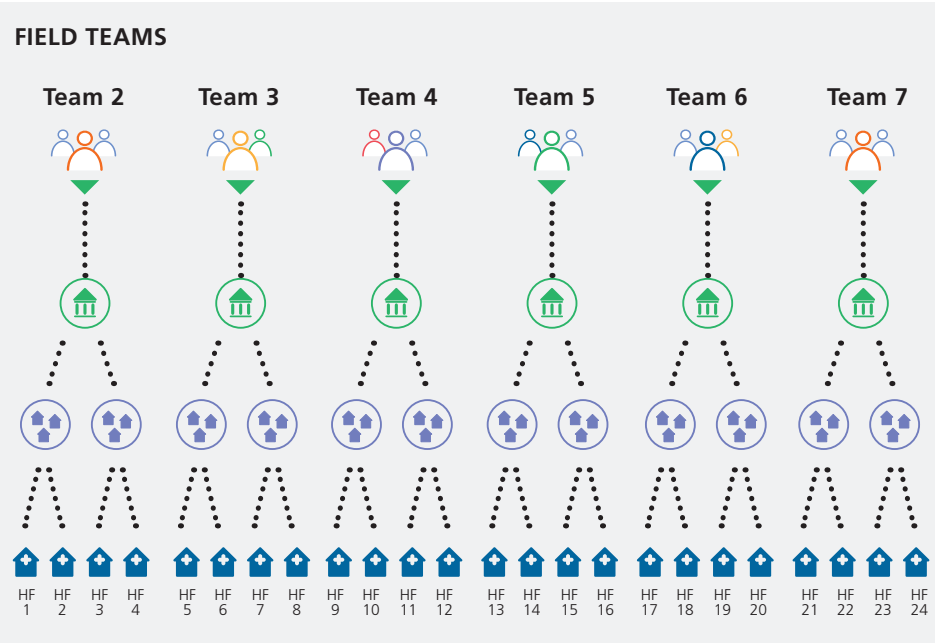 FIELD TEAMS
Team 2 Team 3 Team 4 Team 5 Team 6 Team 7
HF HF HF HF HF HF HF HF HF HF HF HF HF HF HF HF HF HF HF HF HF HF HF HF
1 2 3 4 5 6 7 8 9 10 11 12 13 14 15 16 17 18 19 20 21 22 23 24